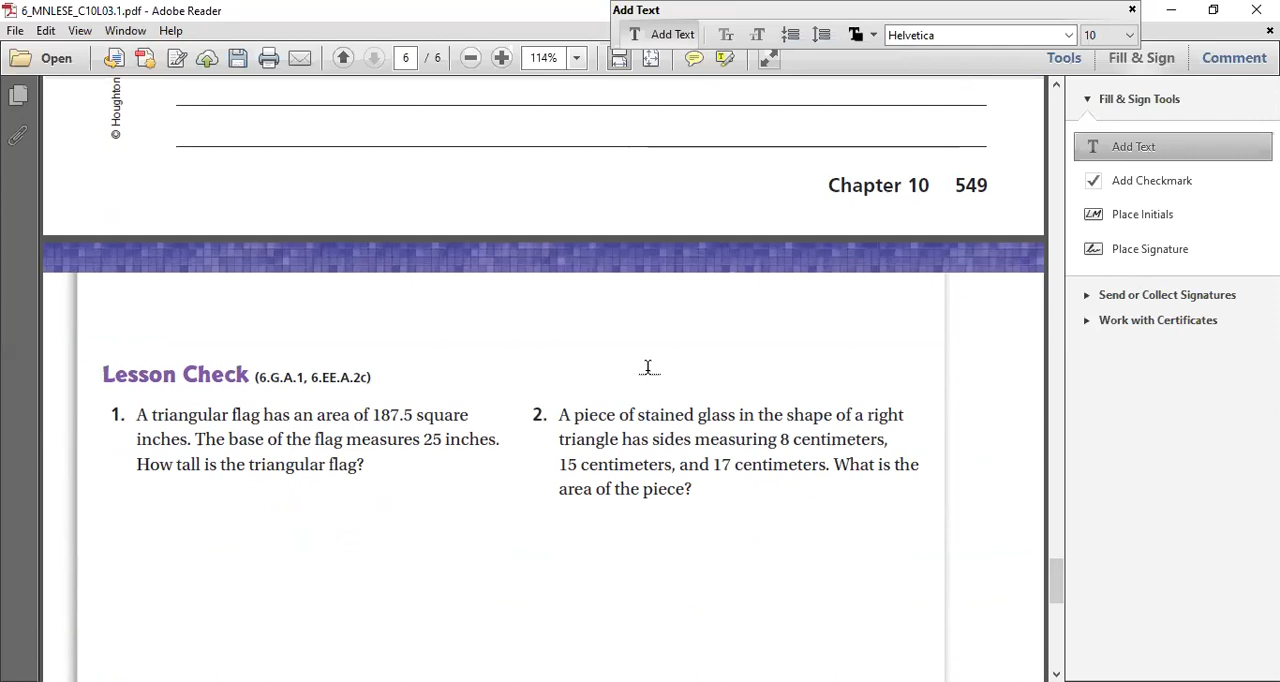 6_MNLESE_C10L03.1.pdf - Adobe Reader
Add Text
File Edit View Window Help
T Add Text Tr T T Helvetica 10
Open 6 / 6 114% Tools Fill & Sign Comment
© Houghton
Fill & Sign Tools
T Add Text
Add Checkmark
Chapter 10 549
LM Place Initials
Place Signature
Send or Collect Signatures
Work with Certificates
Lesson Check (6.G.A.1, 6.EE.A.2c)
1. A triangular flag has an area of 187.5 square
inches. The base of the flag measures 25 inches.
How tall is the triangular flag?
2. A piece of stained glass in the shape of a right
triangle has sides measuring 8 centimeters,
15 centimeters, and 17 centimeters. What is the
area of the piece?